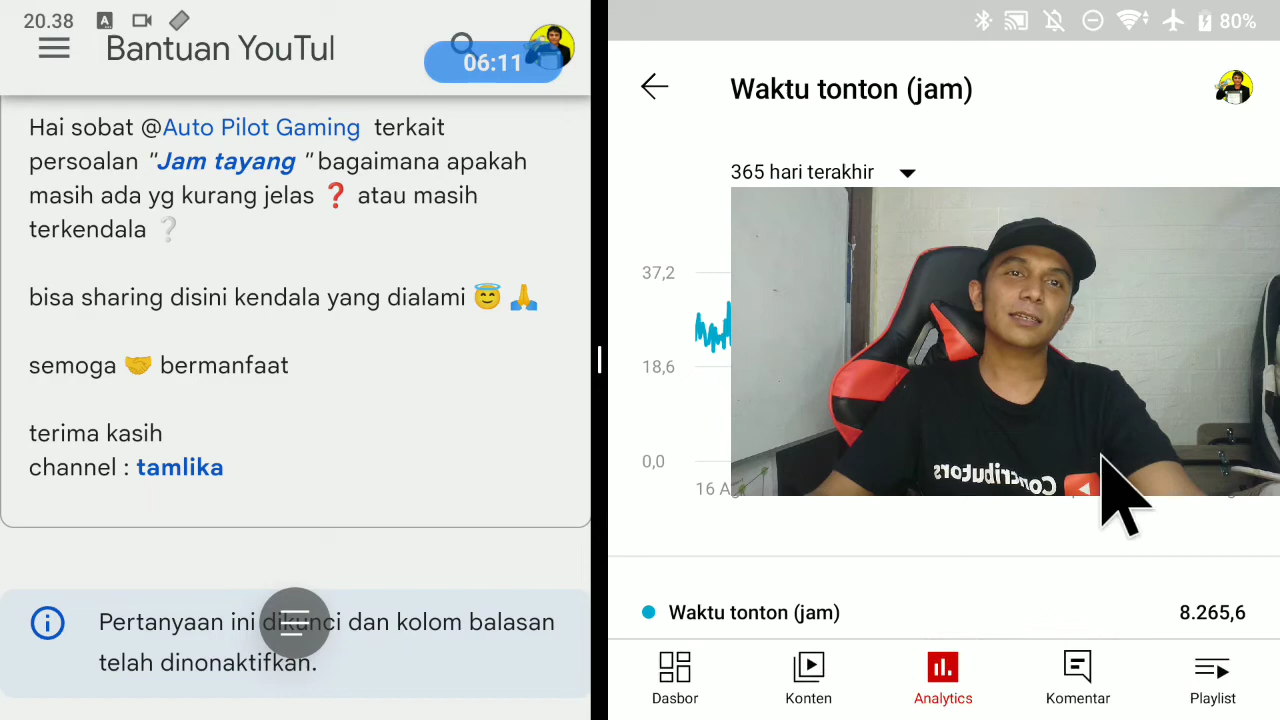 20.38
Bantuan YouTul
06:11
Hai sobat @Auto Pilot Gaming terkait
persoalan "Jam tayang "bagaimana apakah
masih ada yg kurang jelas ❓ atau masih
terkendala ❔
bisa sharing disini kendala yang dialami 😇 🙏
semoga 🤝 bermanfaat
terima kasih
channel : tamlika
Pertanyaan ini dikunci dan kolom balasan
telah dinonaktifkan.
80%
Waktu tonton (jam)
365 hari terakhir
37,2
18,6
0,0
16 A
Contributors
Waktu tonton (jam)
8.265,6
Dasbor
Konten
Analytics
Komentar
Playlist